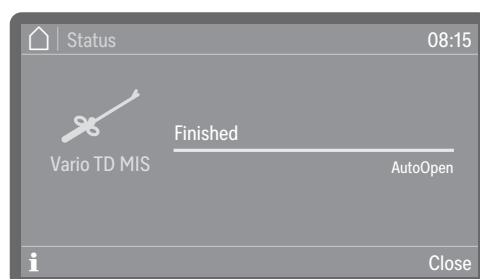 Status 08:15
Finished
Vario TD MIS
AutoOpen
i Close